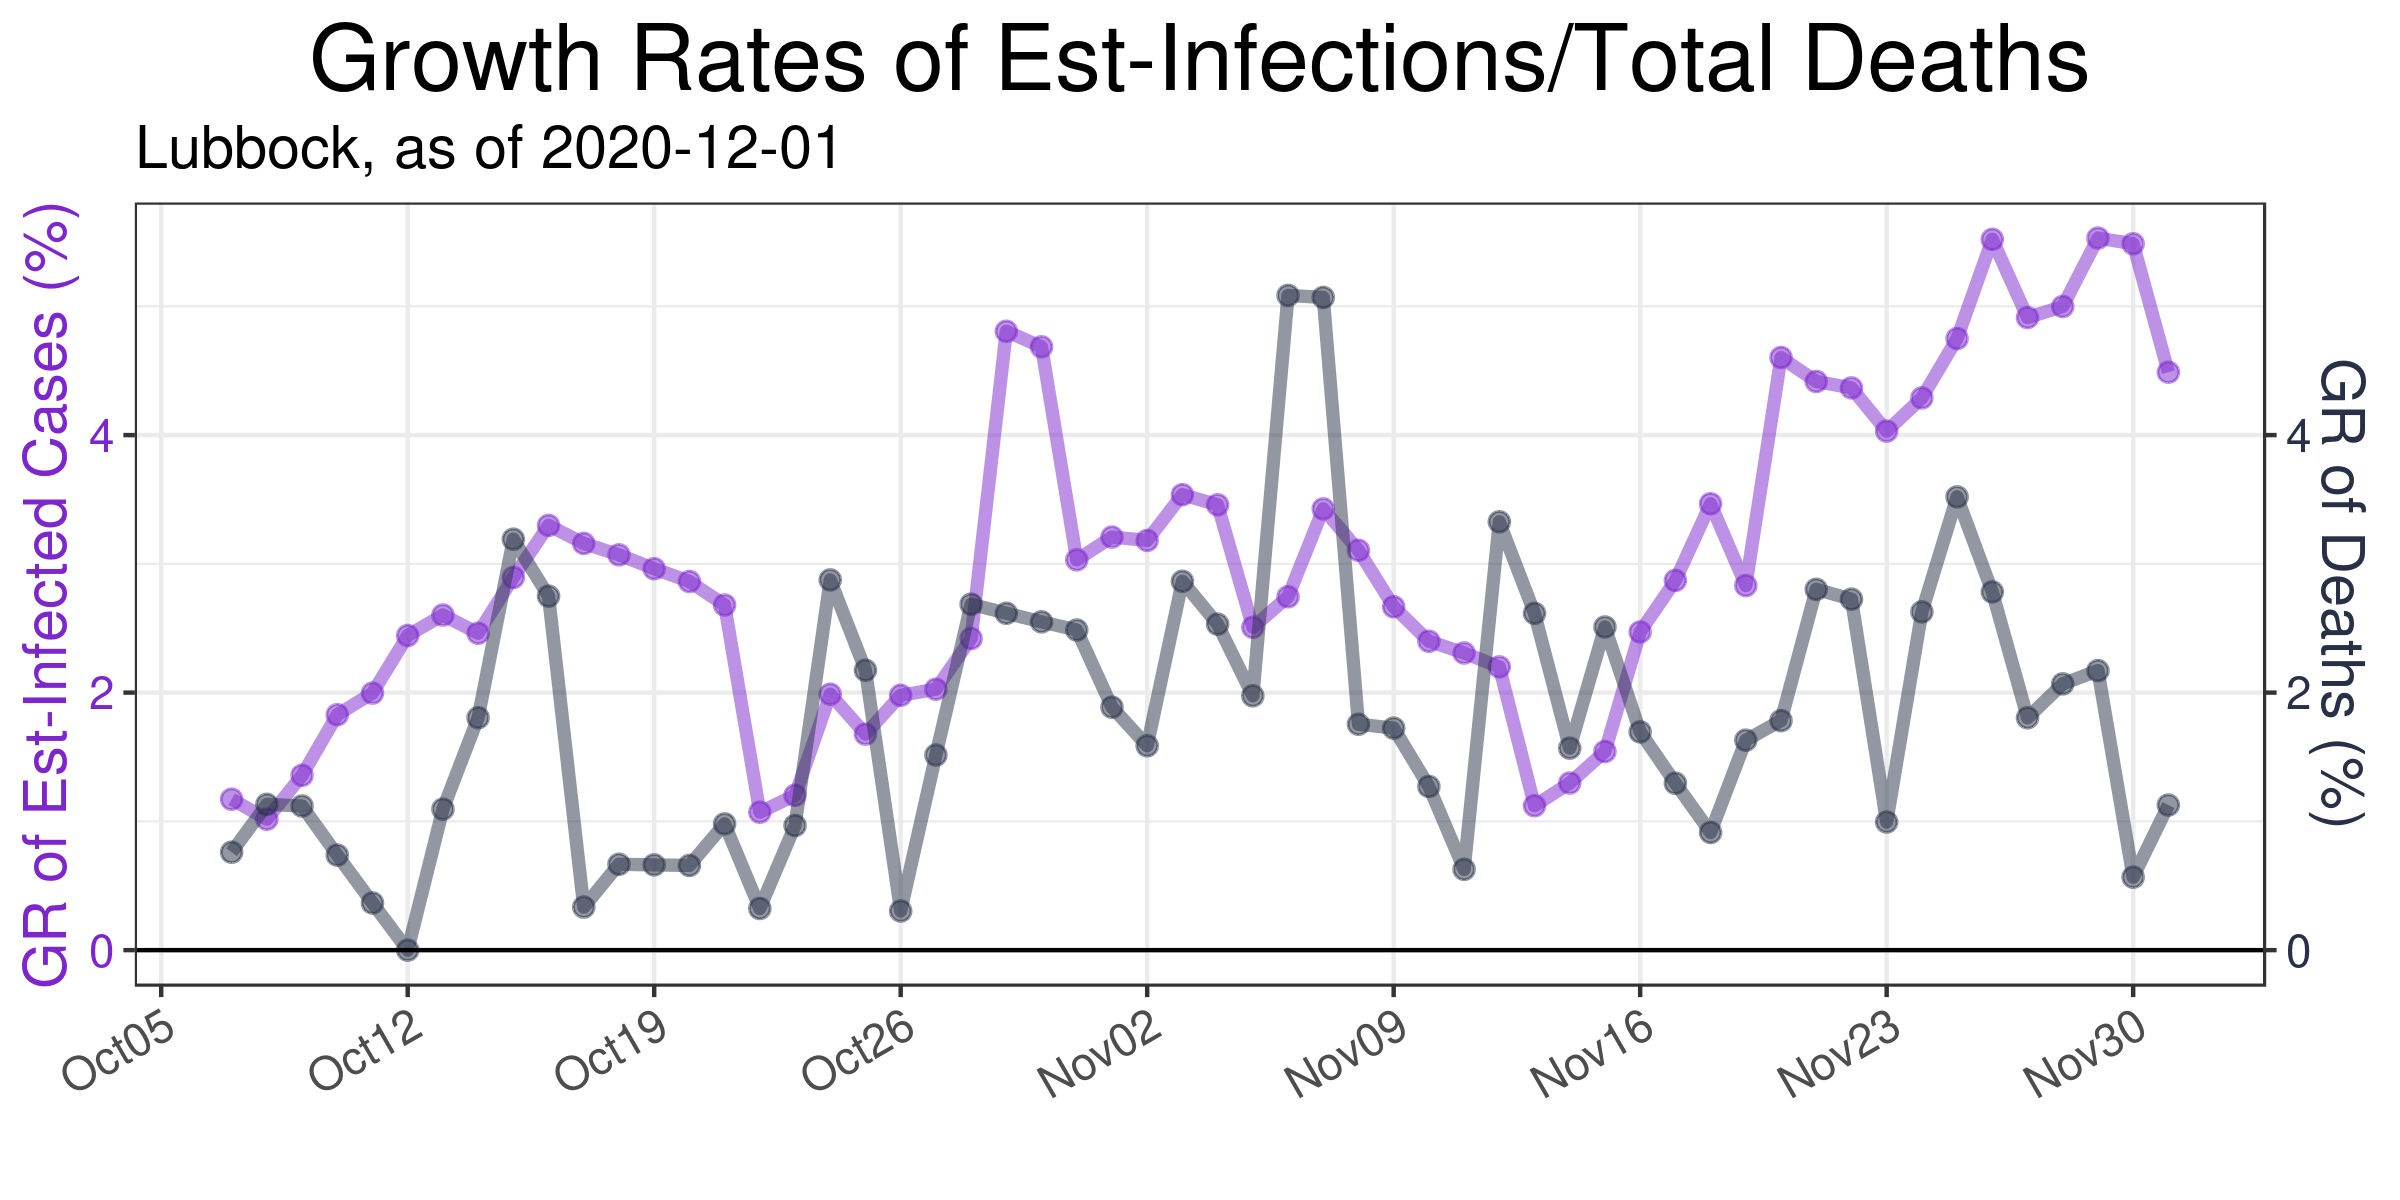 Growth Rates of Est-Infections/Total Deaths
Lubbock, as of 2020-12-01
GR of Est-Infected Cases (%)
4
2
0
4
2
0
GR of Deaths (%)
Oct05
Oct12
Oct19
Oct26
Nov02
Nov09
Nov16
Nov23
Nov30